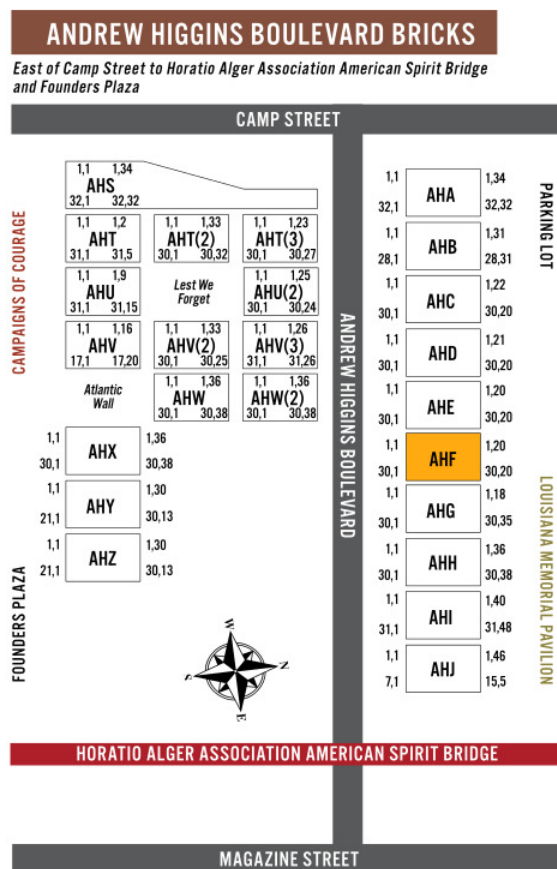 ANDREW HIGGINS BOULEVARD BRICKS
East of Camp Street to Horatio Alger Association American Spirit Bridge
and Founders Plaza
CAMP STREET
CAMPAIGNS OF COURAGE
FOUNDERS PLAZA
1,1 1,34
AHS
32,1 32,32
1,1 1,2
AHT
31,1 31,5
1,1 1,33
AHT(2)
30,1 30,32
1,1 1,23
AHT(3)
30,1 30,27
1,1 1,9
AHU
31,1 31,15
Lest We
Forget
1,1 1,25
AHU(2)
30,1 30,24
1,1 1,16
AHV
17,1 17,20
1,1 1,33
AHV(2)
30,1 30,25
1,1 1,26
AHV(3)
31,1 31,26
Atlantic
Wall
1,1 1,36
AHW
30,1 30,38
1,1 1,36
AHW(2)
30,1 30,38
1,1 1,36
AHX
30,1 30,38
1,1 1,30
AHY
21,1 30,13
1,1 1,30
AHZ
21,1 30,13
W
N
S
E
ANDREW HIGGINS BOULEVARD
1,1 1,34
AHA
32,1 32,32
1,1 1,31
AHB
28,1 28,31
1,1 1,22
AHC
30,1 30,20
1,1 1,21
AHD
30,1 30,20
1,1 1,20
AHE
30,1 30,20
1,1 1,20
AHF
30,1 30,20
1,1 1,18
AHG
30,1 30,35
1,1 1,36
AHH
30,1 30,38
1,1 1,40
AHI
31,1 31,48
1,1 1,46
AHJ
7,1 15,5
PARKING LOT
LOUISIANA MEMORIAL PAVILION
HORATIO ALGER ASSOCIATION AMERICAN SPIRIT BRIDGE
MAGAZINE STREET